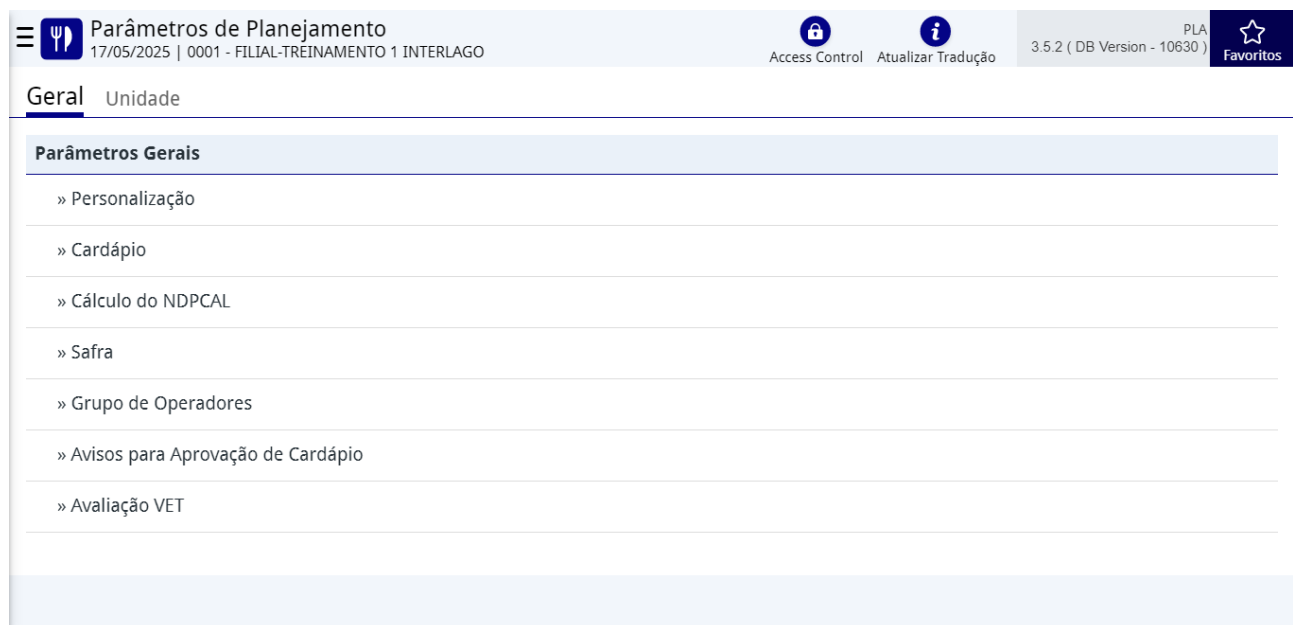 Parâmetros de Planejamento
17/05/2025 | 0001 - FILIAL-TREINAMENTO 1 INTERLAGO
Access Control
Atualizar Tradução
PLA
3.5.2 ( DB Version - 10630 )
Favoritos
Geral Unidade
Parâmetros Gerais
» Personalização
» Cardápio
» Cálculo do NDPCAL
» Safra
» Grupo de Operadores
» Avisos para Aprovação de Cardápio
» Avaliação VET